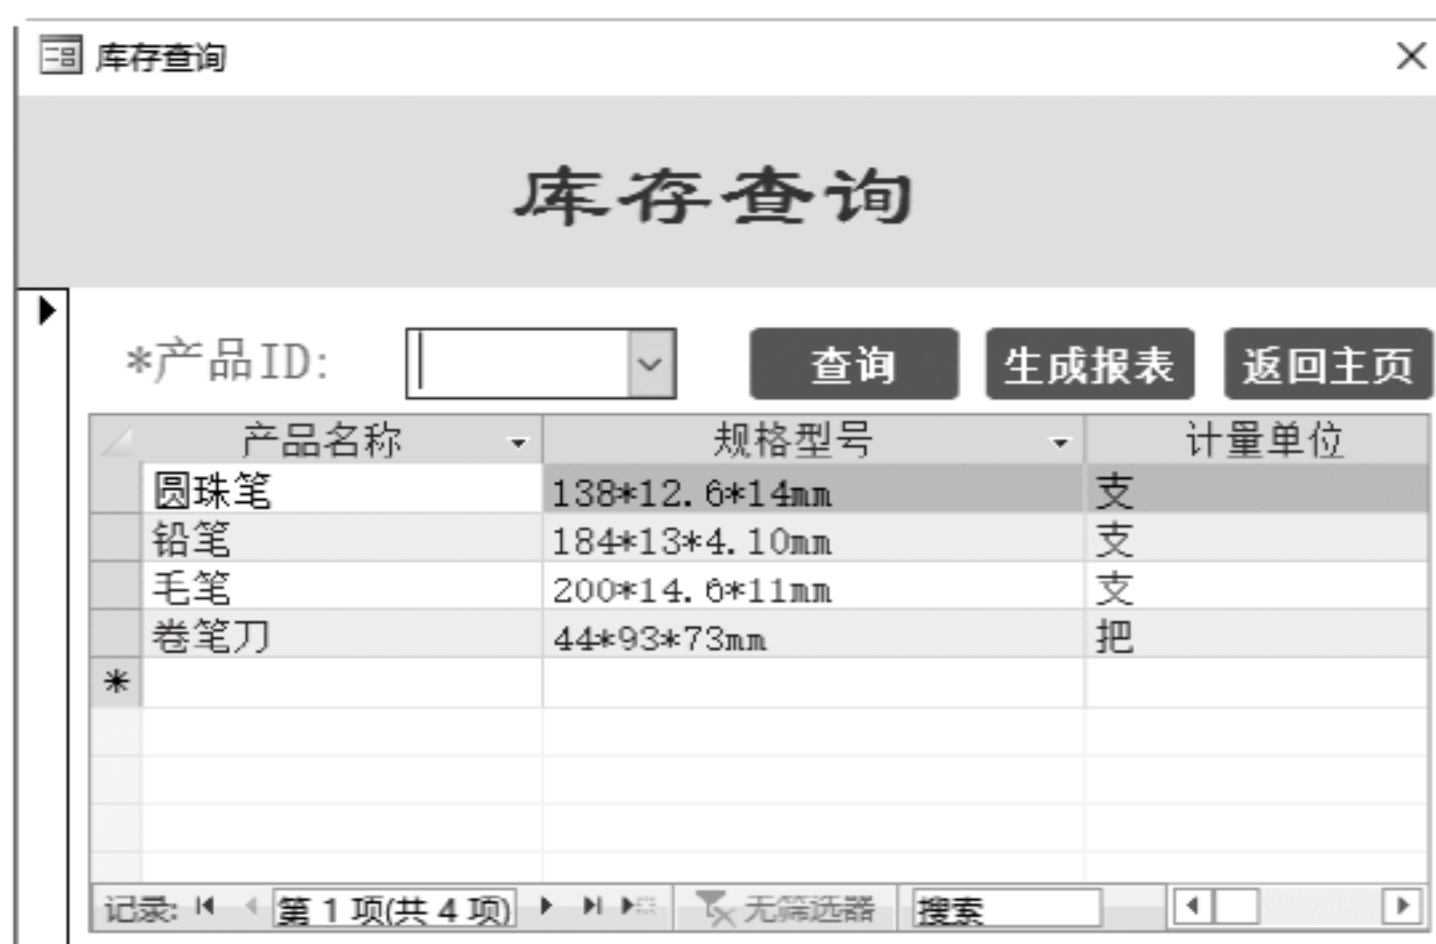 库存查询
库存查询
*产品ID: 查询 生成报表 返回主页
产品名称 规格型号 计量单位
圆珠笔 138*12.6*14mm 支
铅笔 184*13*4.10mm 支
毛笔 200*14.6*11mm 支
卷笔刀 44*93*73mm 把
*
记录: 第 1 项(共 4 项) 无筛选器 搜索